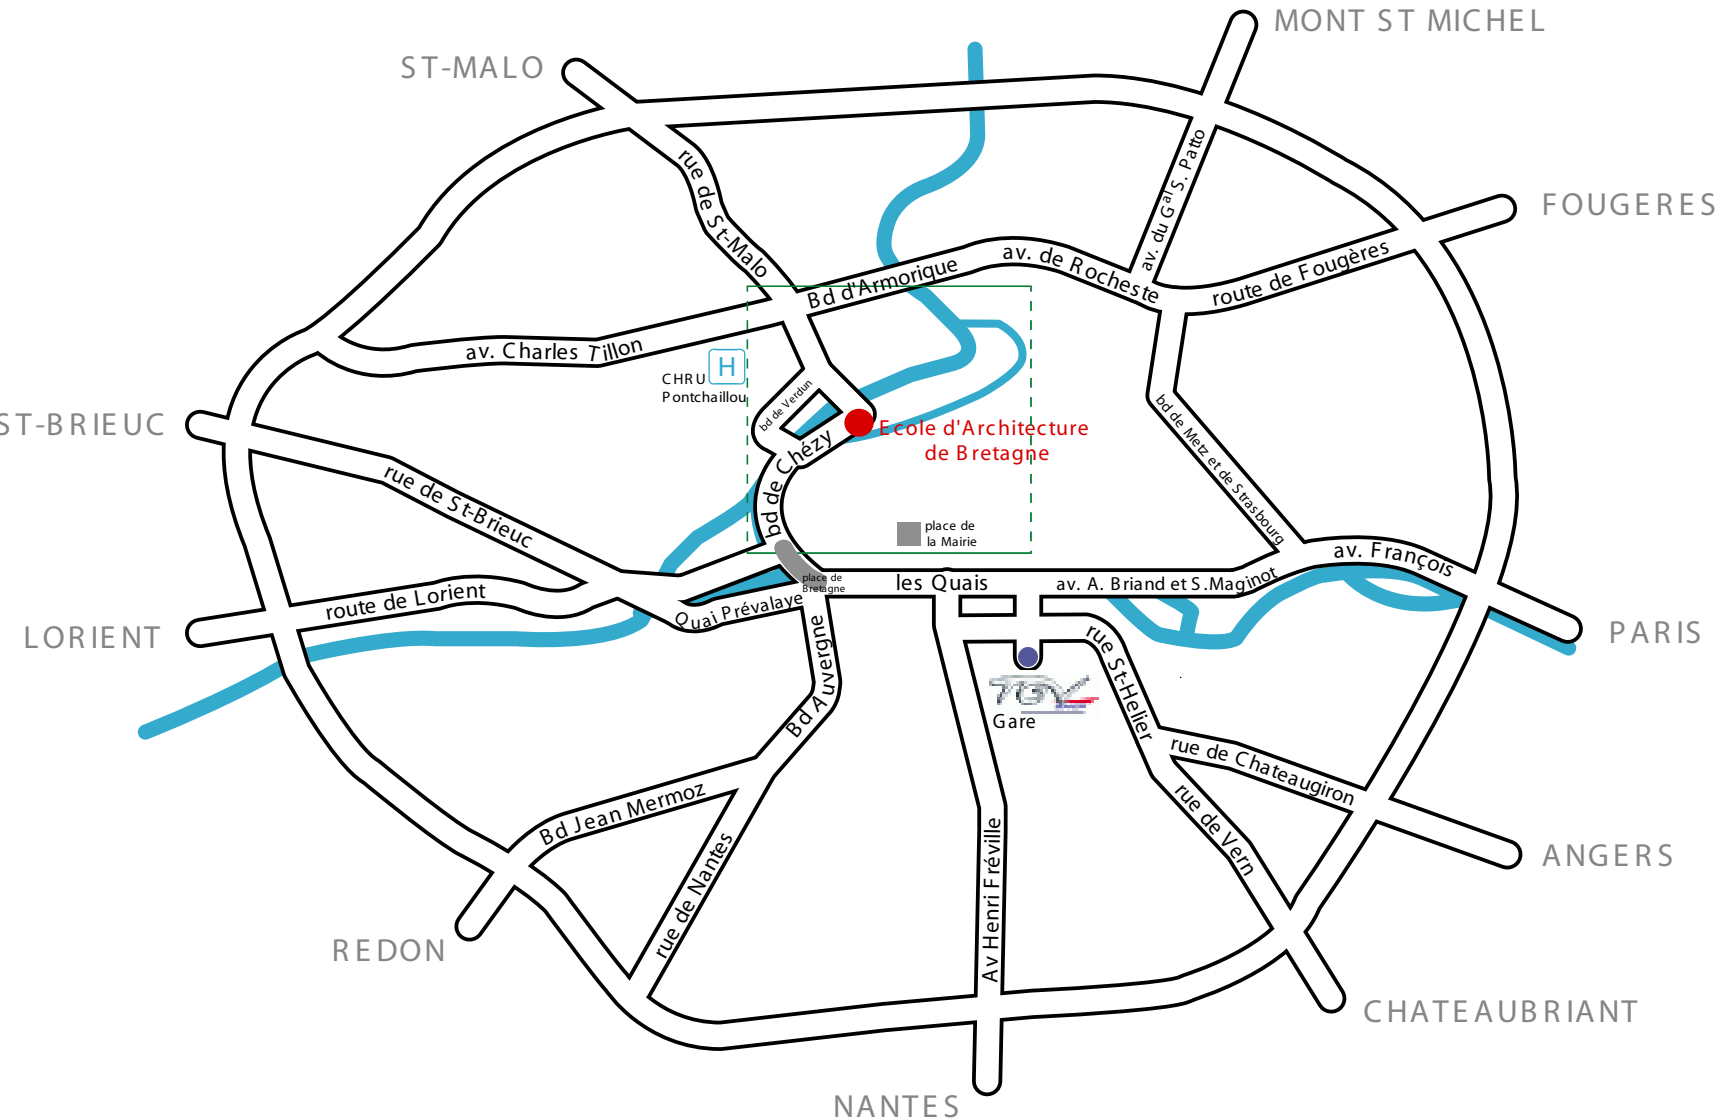 MONT ST MICHEL
ST-MALO
FOUGERES
rue de St-Malo
av. du Gal S. Patto
Bd d'Armorique
av. de Rocheste
route de Fougères
av. Charles Tillon
H
CHRU
Pontchaillou
bd de Verdun
ST-BRIEUC
Ecole d'Architecture
de Bretagne
bd de Chézy
bd de Metz et de Strasbourg
rue de St-Brieuc
place de
la Mairie
av. François
place de
Bretagne
les Quais
av. A. Briand et S.Maginot
route de Lorient
Quai Prévalaye
LORIENT
PARIS
Bd Auvergne
rue St-Helier
TGV
Gare
rue de Chateaugiron
Bd Jean Mermoz
rue de Vern
rue de Nantes
Av Henri Fréville
ANGERS
REDON
CHATEAUBRIANT
NANTES